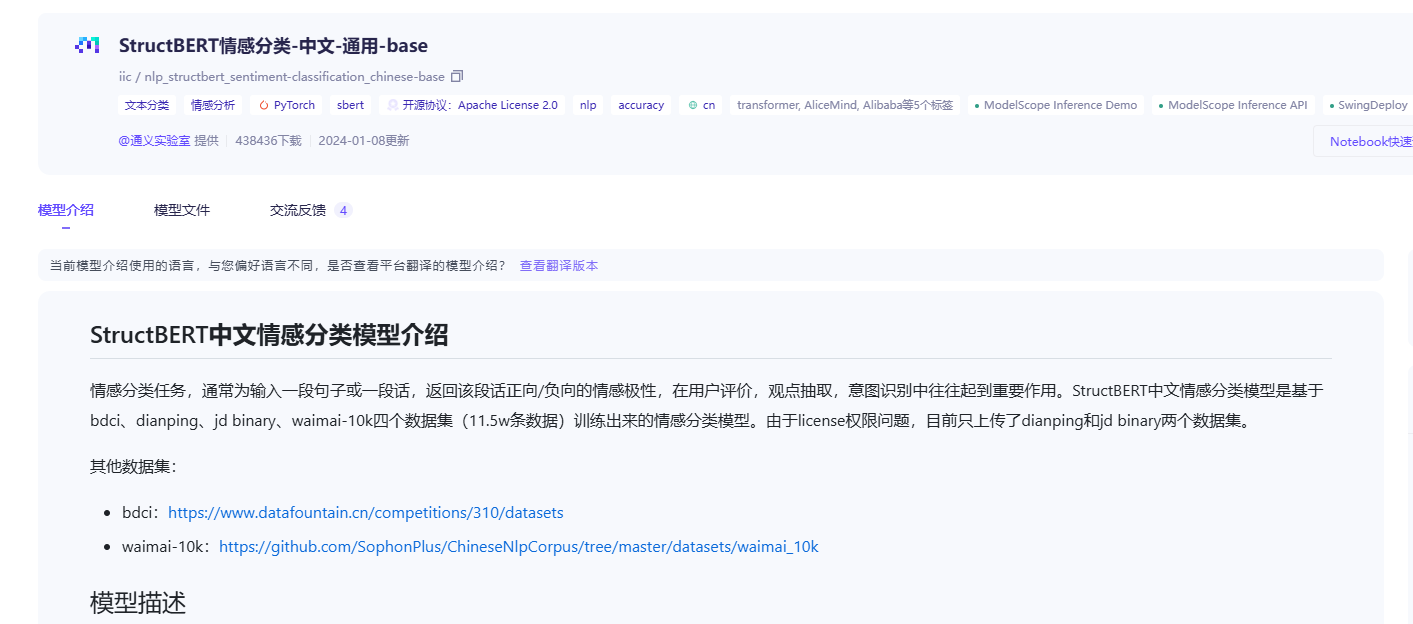 StructBERT情感分类-中文-通用-base
iic / nlp_structbert_sentiment-classification_chinese-base
文本分类 情感分析 PyTorch sbert 开源协议：Apache License 2.0 nlp accuracy cn transformer, AliceMind, Alibaba等5个标签 ModelScope Inference Demo ModelScope Inference API SwingDeploy
@通义实验室 提供 438436下载 2024-01-08更新
Notebook快速
模型介绍 模型文件 交流反馈 4
当前模型介绍使用的语言，与您偏好语言不同，是否查看平台翻译的模型介绍？ 查看翻译版本
StructBERT中文情感分类模型介绍
情感分类任务，通常为输入一段句子或一段话，返回该段话正向/负向的情感极性，在用户评价，观点抽取，意图识别中往往起到重要作用。StructBERT中文情感分类模型是基于
bdci、dianping、jd binary、waimai-10k四个数据集（11.5w条数据）训练出来的情感分类模型。由于license权限问题，目前只上传了dianping和jd binary两个数据集。
其他数据集：
bdci：https://www.datafountain.cn/competitions/310/datasets
waimai-10k：https://github.com/SophonPlus/ChineseNlpCorpus/tree/master/datasets/waimai_10k
模型描述